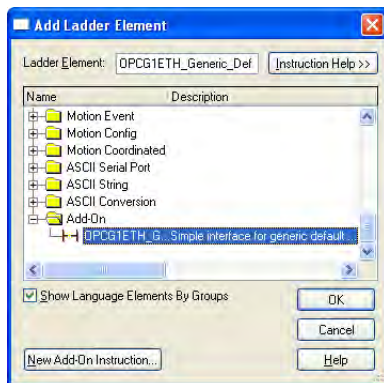 Add Ladder Element
Ladder Element: OPCG1ETH_Generic_Def Instruction Help >>
Name Description
Motion Event
Motion Config
Motion Coordinated
ASCII Serial Port
ASCII String
ASCII Conversion
Add-On
OPCG1ETH_G... Simple interface for generic default...
Show Language Elements By Groups
OK
Cancel
New Add-On Instruction... Help